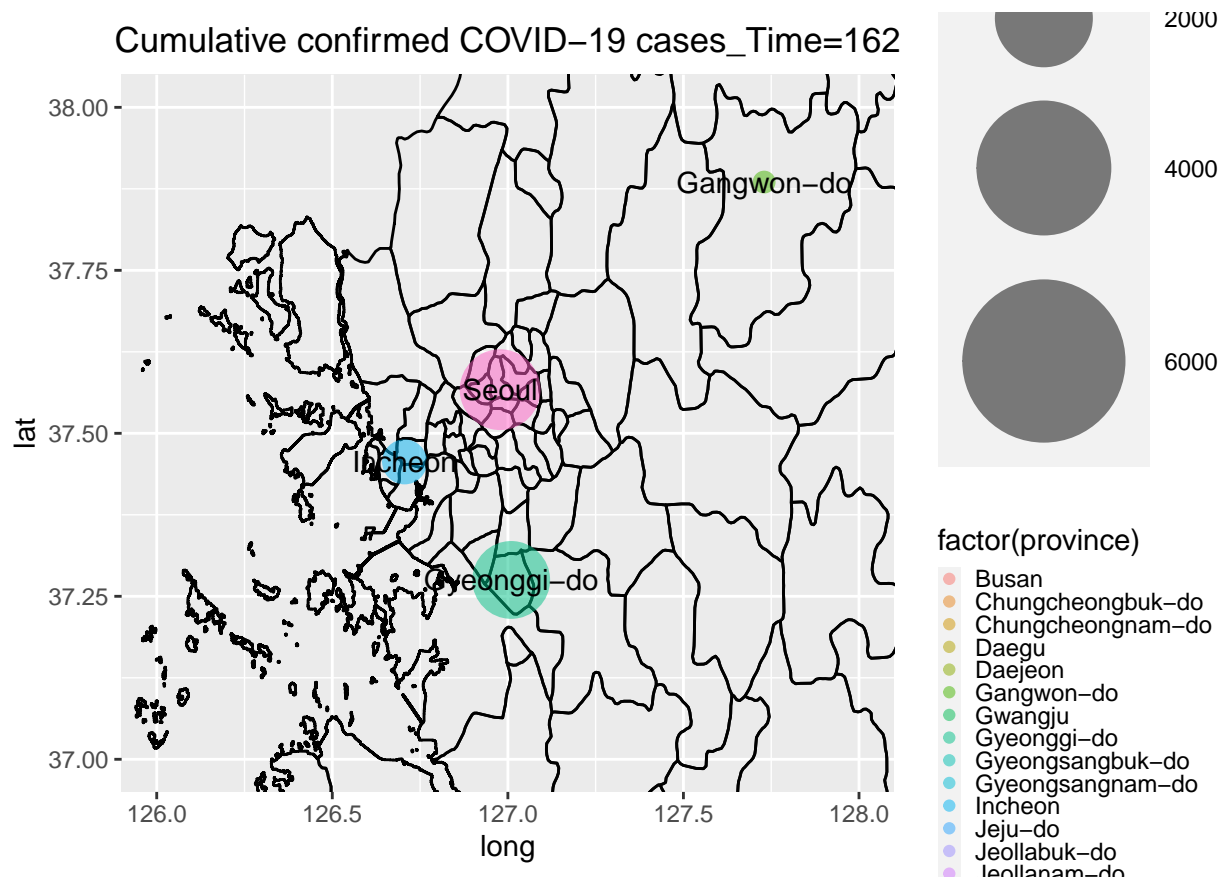 Cumulative confirmed COVID−19 cases_Time=162
38.00
37.75
37.50
37.25
37.00
lat
126.0 126.5 127.0 127.5 128.0
long
Gangwon−do
Seoul
Incheon
Gyeonggi−do
2000
4000
6000
factor(province)
Busan
Chungcheongbuk−do
Chungcheongnam−do
Daegu
Daejeon
Gangwon−do
Gwangju
Gyeonggi−do
Gyeongsangbuk−do
Gyeongsangnam−do
Incheon
Jeju−do
Jeollabuk−do
Jeollanam−do